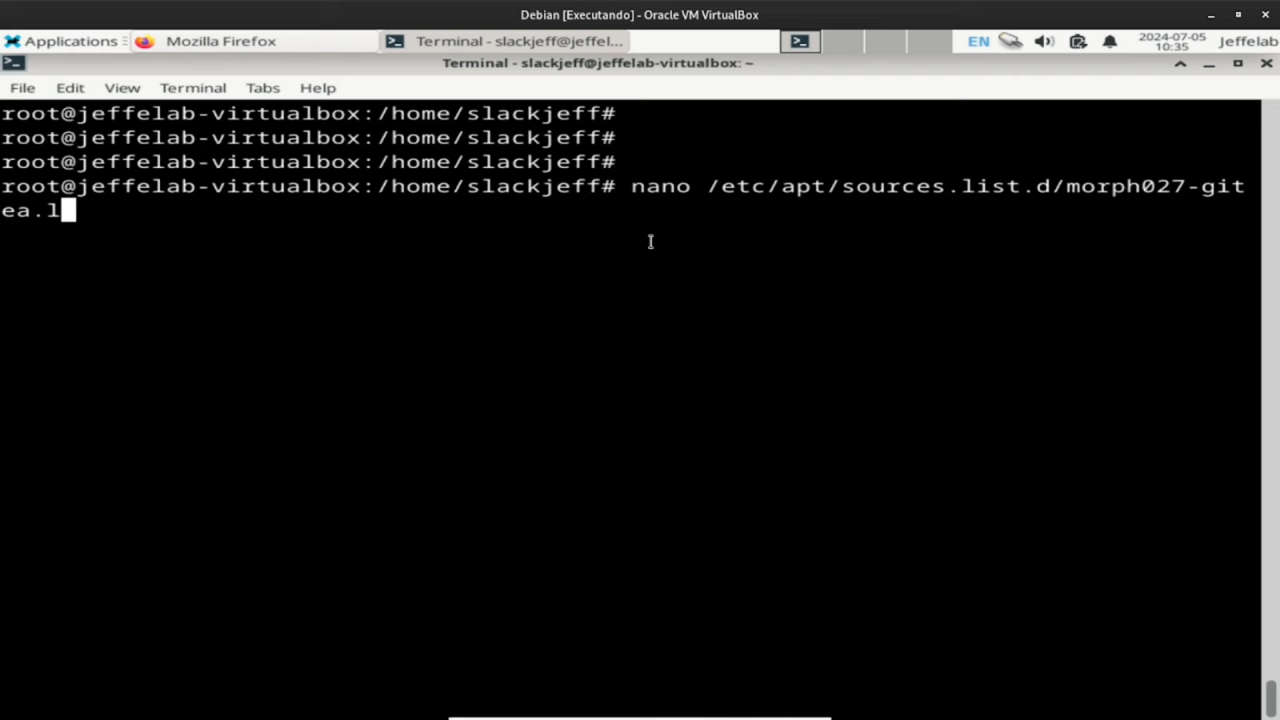 Debian [Executando] - Oracle VM VirtualBox
Applications
Mozilla Firefox
Terminal - slackjeff@jeffel...
EN
2024-07-05
10:35
Jeffelab
Terminal - slackjeff@jeffelab-virtualbox: ~
File Edit View Terminal Tabs Help
root@jeffelab-virtualbox:/home/slackjeff#
root@jeffelab-virtualbox:/home/slackjeff#
root@jeffelab-virtualbox:/home/slackjeff#
root@jeffelab-virtualbox:/home/slackjeff# nano /etc/apt/sources.list.d/morph027-git
ea.l